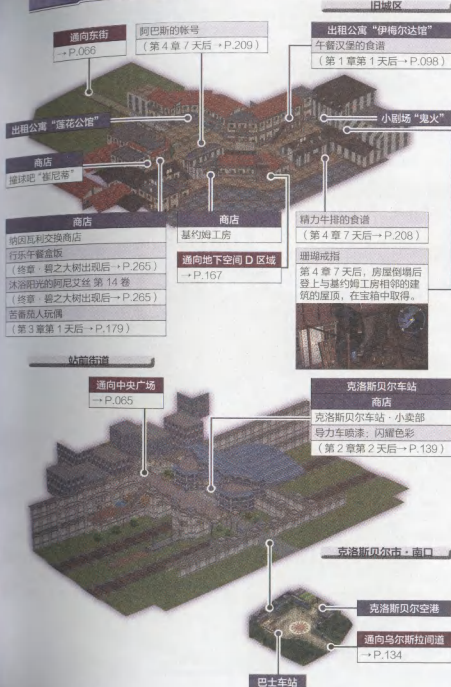 旧城区
通向东街
→P.066
阿巴斯的帐号
(第4章7天后→P.209)
出租公寓“伊梅尔达馆”
午餐汉堡的食谱
(第1章第1天后→P.098)
出租公寓“莲花公馆”
小剧场“鬼火”
商店
撞球吧“崔尼蒂”
商店
纳因瓦利交换商店
行乐午餐盒饭
(终章·碧之大树出现后→P.265)
沐浴阳光的阿尼艾丝 第14卷
(终章·碧之大树出现后→P.265)
苦番茄人玩偶
(第3章第1天后→P.179)
商店
基约姆工房
通向地下空间D区域
→P.167
精力牛排的食谱
(第4章7天后→P.208)
珊瑚戒指
第4章7天后,房屋倒塌后
登上与基约姆工房相邻的建
筑的屋顶,在宝箱中取得。
站前街道
通向中央广场
→P.065
克洛斯贝尔车站
商店
克洛斯贝尔车站·小卖部
导力车喷漆:闪耀色彩
(第2章第2天后→P.139)
克洛斯贝尔市·南口
克洛斯贝尔空港
通向乌尔斯拉间道
→P.134
巴士车站